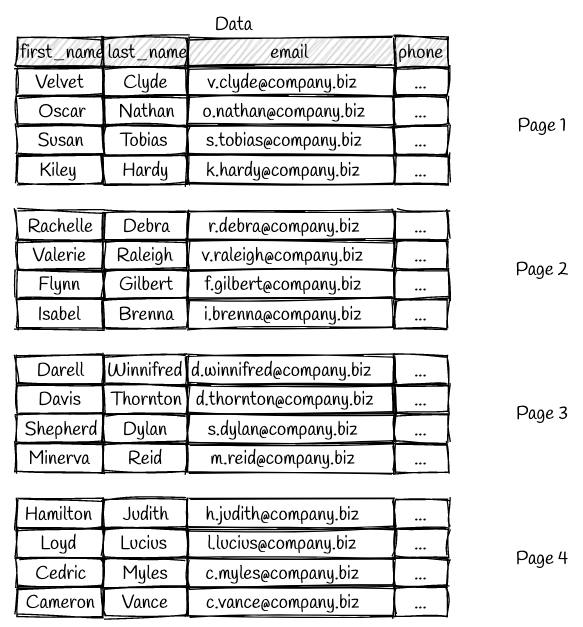 Data
first_name last_name email phone
Velvet Clyde v.clyde@company.biz ...
Oscar Nathan o.nathan@company.biz ...
Susan Tobias s.tobias@company.biz ...
Kiley Hardy k.hardy@company.biz ...
Page 1
Rachelle Debra r.debra@company.biz ...
Valerie Raleigh v.raleigh@company.biz ...
Flynn Gilbert f.gilbert@company.biz ...
Isabel Brenna i.brenna@company.biz ...
Page 2
Darell Winnifred d.winnifred@company.biz ...
Davis Thornton d.thornton@company.biz ...
Shepherd Dylan s.dylan@company.biz ...
Minerva Reid m.reid@company.biz ...
Page 3
Hamilton Judith h.judith@company.biz ...
Loyd Lucius l.lucius@company.biz ...
Cedric Myles c.myles@company.biz ...
Cameron Vance c.vance@company.biz ...
Page 4